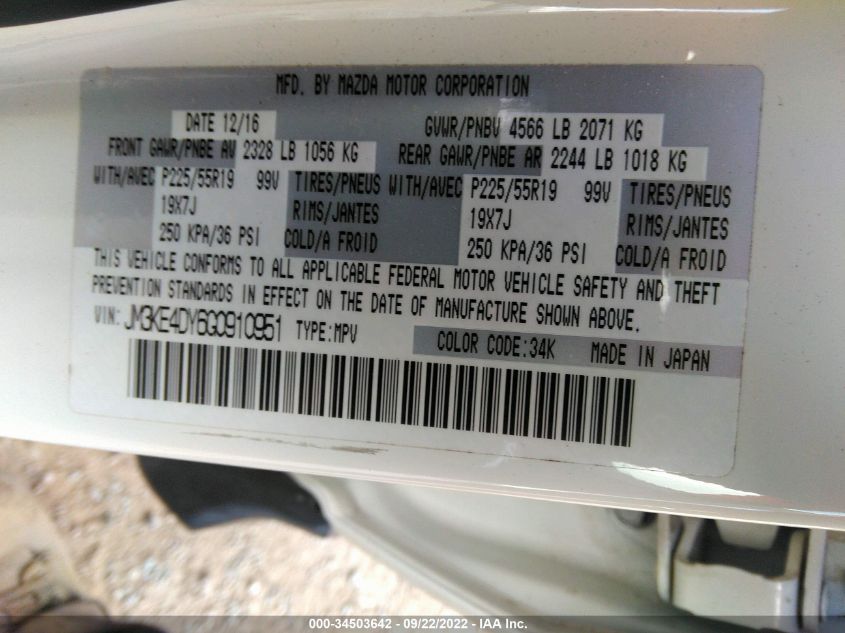 MFD. BY MAZDA MOTOR CORPORATION
DATE 12/16 GVWR/PNBV 4566 LB 2071 KG
FRONT GAWR/PNBE AV 2328 LB 1056 KG REAR GAWR/PNBE AR 2244 LB 1018 KG
WITH/AVEC P225/55R19 99V TIRES/PNEUS WITH/AVEC P225/55R19 99V TIRES/PNEUS
19X7J RIMS/JANTES 19X7J RIMS/JANTES
250 KPA/36 PSI COLD/A FROID 250 KPA/36 PSI COLD/A FROID
THIS VEHICLE CONFORMS TO ALL APPLICABLE FEDERAL MOTOR VEHICLE SAFETY AND THEFT
PREVENTION STANDARDS IN EFFECT ON THE DATE OF MANUFACTURE SHOWN ABOVE.
VIN: JM3KE4DY6G0910951 TYPE:MPV COLOR CODE:34K MADE IN JAPAN
000-34503642 - 09/22/2022 - IAA Inc.